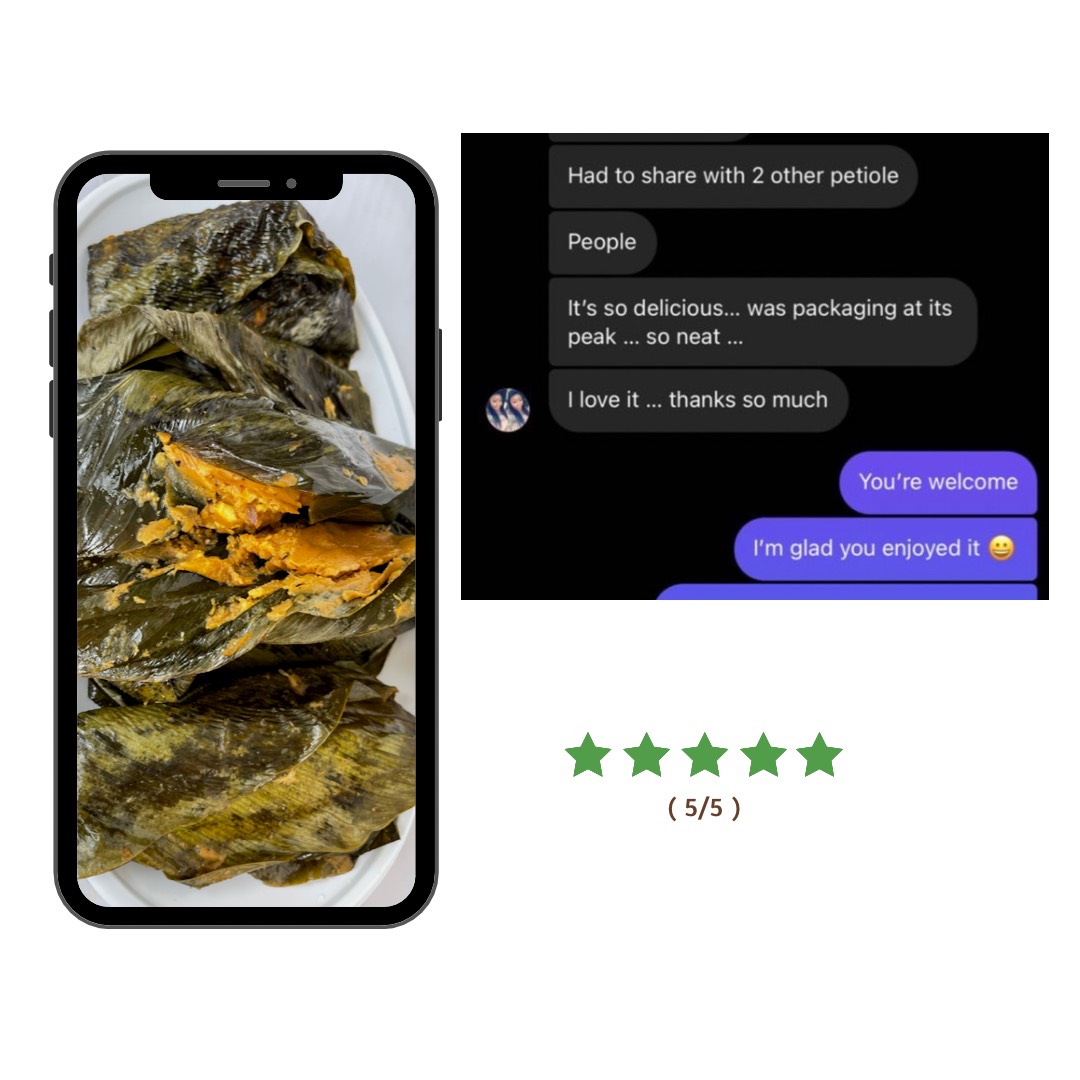 Had to share with 2 other petiole
People
It's so delicious... was packaging at its
peak ... so neat ...
I love it ... thanks so much
You're welcome
I'm glad you enjoyed it 😀
( 5/5 )